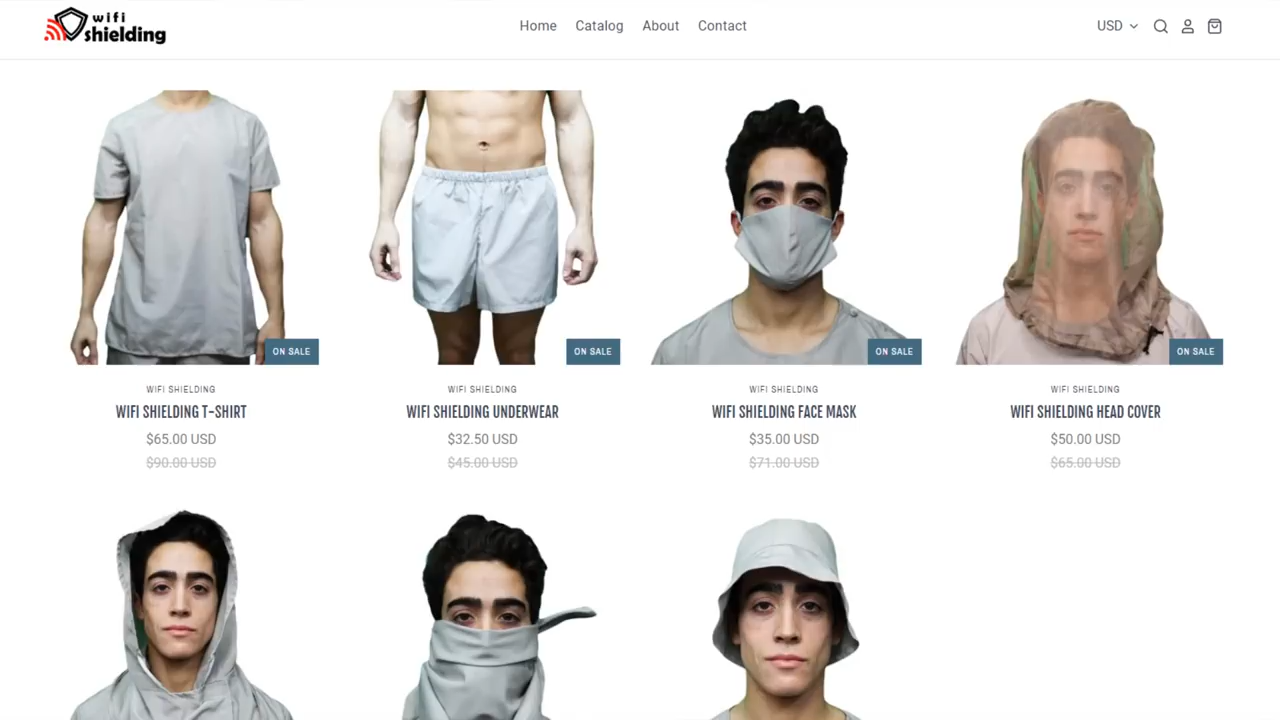 wifi
shielding
Home Catalog About Contact
USD
ON SALE
ON SALE
ON SALE
ON SALE
WIFI SHIELDING
WIFI SHIELDING T-SHIRT
$65.00 USD
$90.00 USD
WIFI SHIELDING
WIFI SHIELDING UNDERWEAR
$32.50 USD
$45.00 USD
WIFI SHIELDING
WIFI SHIELDING FACE MASK
$35.00 USD
$71.00 USD
WIFI SHIELDING
WIFI SHIELDING HEAD COVER
$50.00 USD
$65.00 USD